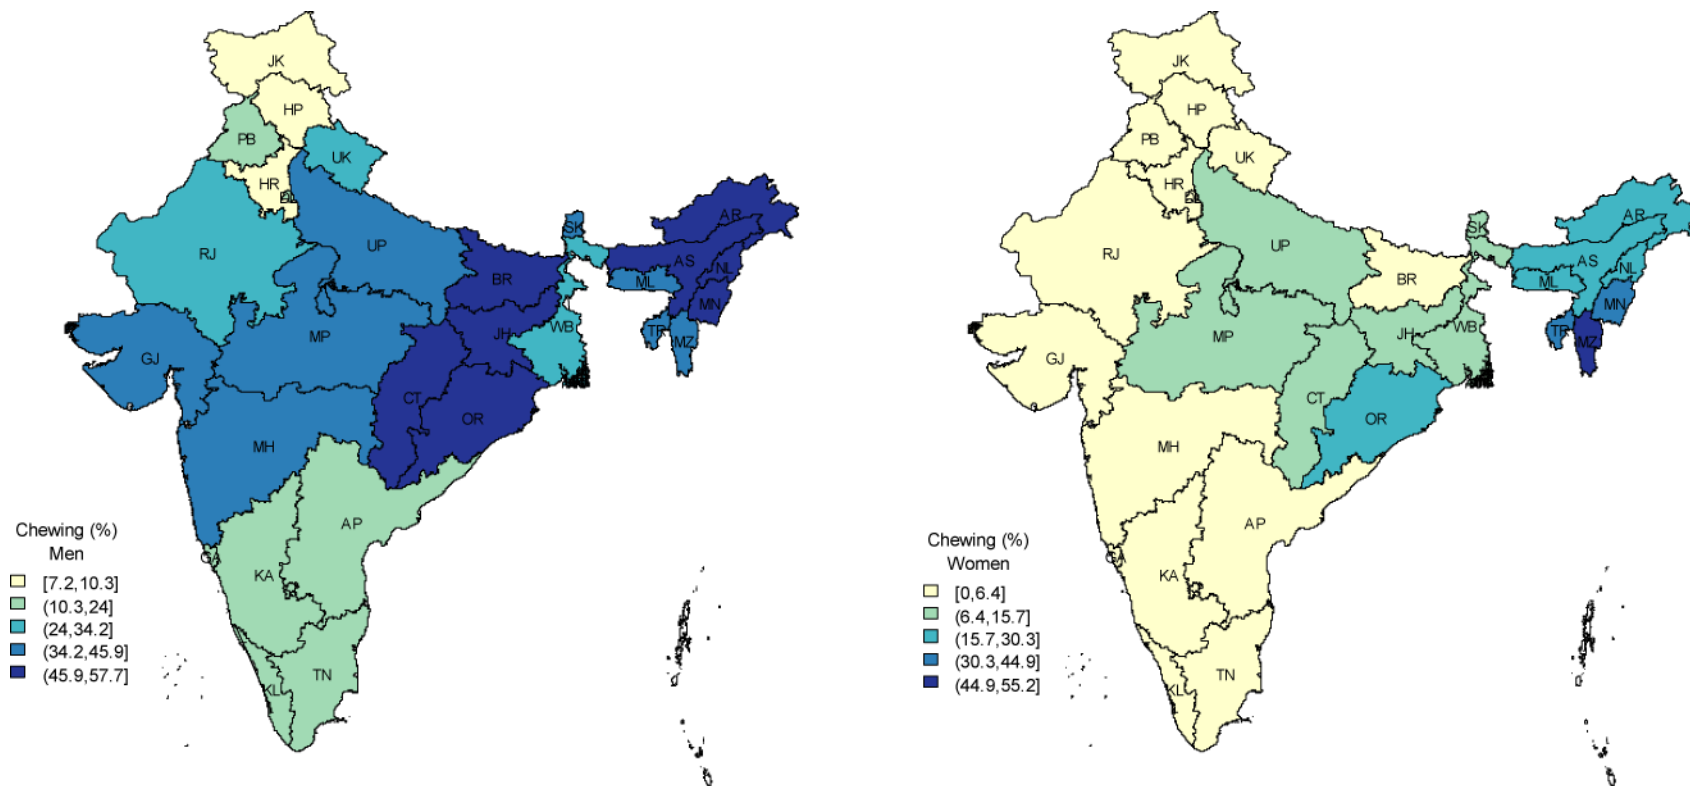 JK
HP
PB
UK
HR
DL
RJ
UP
SK
AR
AS
NL
BR
ML
MN
JH
WB
TR
MZ
MP
GJ
CT
OR
MH
AP
GA
KA
TN
KL
Chewing (%)
Men
[7.2,10.3]
(10.3,24]
(24,34.2]
(34.2,45.9]
(45.9,57.7]
JK
HP
PB
UK
HR
DL
RJ
UP
SK
AR
AS
NL
BR
ML
MN
JH
WB
TR
MZ
MP
GJ
CT
OR
MH
AP
GA
KA
TN
KL
Chewing (%)
Women
[0,6.4]
(6.4,15.7]
(15.7,30.3]
(30.3,44.9]
(44.9,55.2]